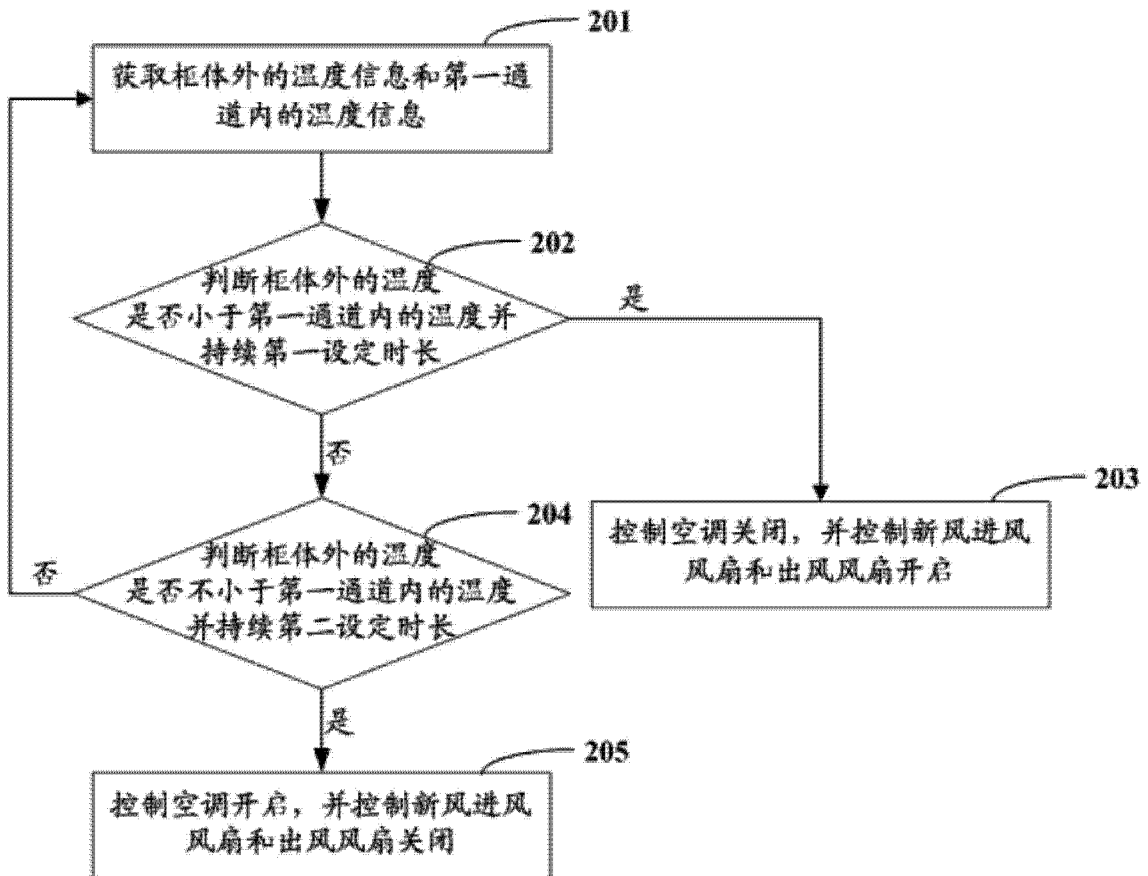 201
获取柜体外的温度信息和第一通
道内的温度信息
202
判断柜体外的温度
是否小于第一通道内的温度并
持续第一设定时长
是
否
203
控制空调关闭，并控制新风进风
风扇和出风风扇开启
204
判断柜体外的温度
是否不小于第一通道内的温度
并持续第二设定时长
否
是
205
控制空调开启，并控制新风进风
风扇和出风风扇关闭